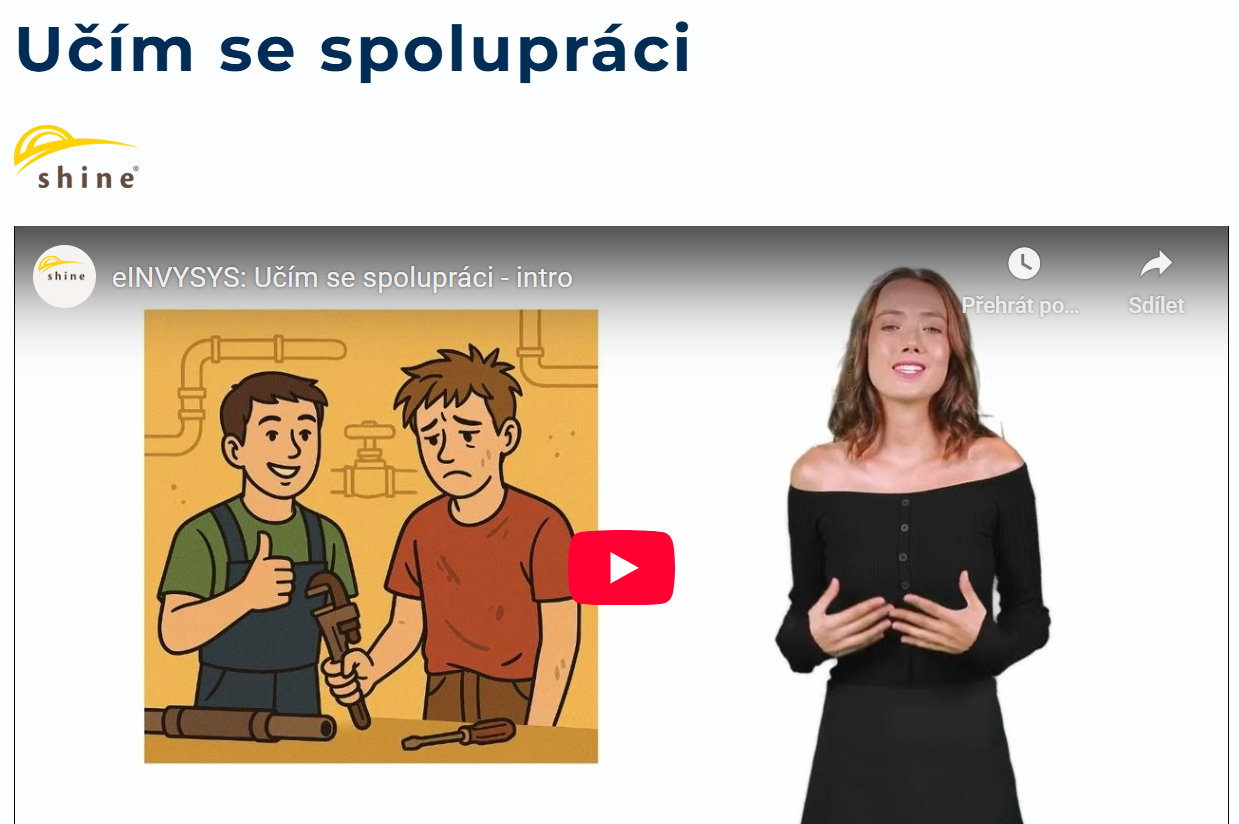 Učím se spolupráci
shine®
shine
eINVYSYS: Učím se spolupráci - intro
Přehrát po...
Sdílet